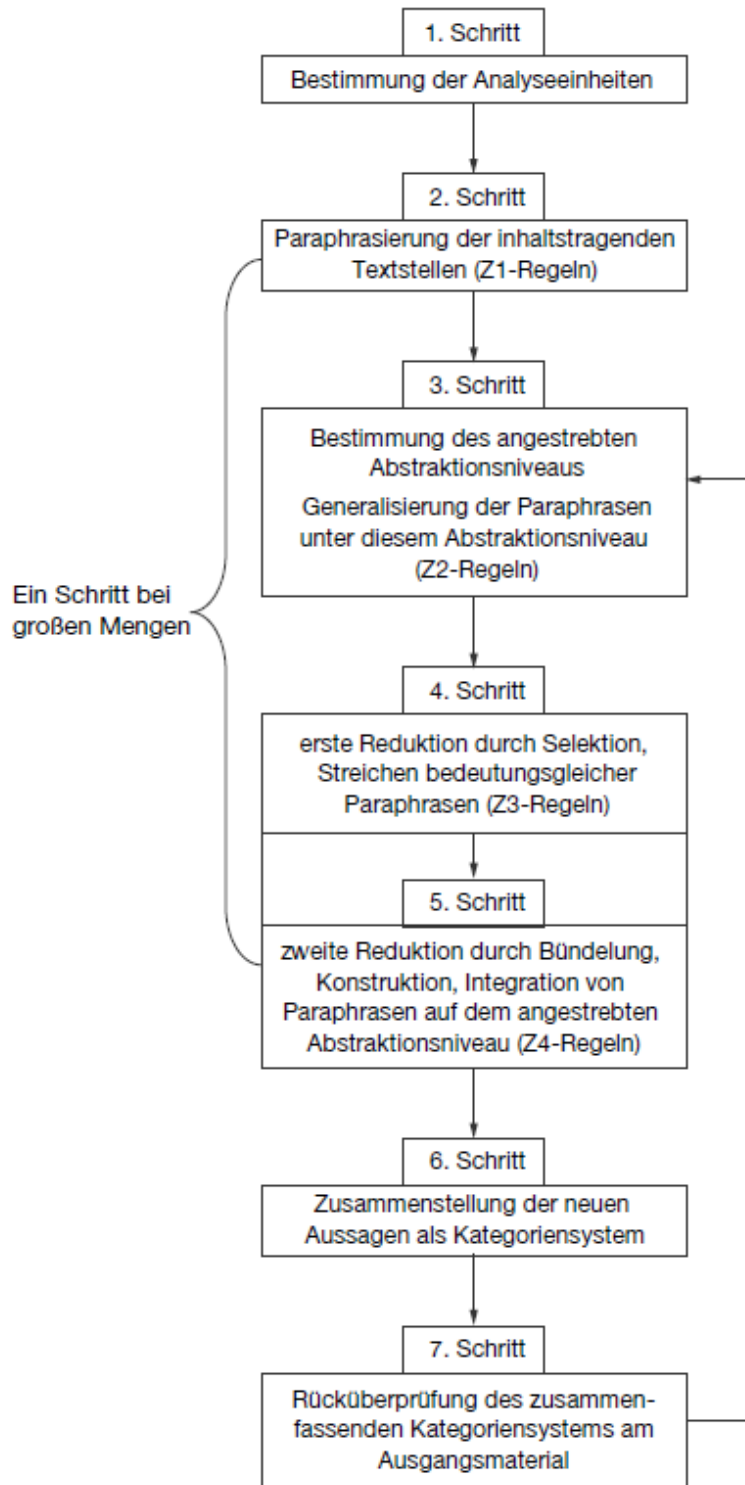 1. Schritt
Bestimmung der Analyseeinheiten
2. Schritt
Paraphrasierung der inhaltstragenden
Textstellen (Z1-Regeln)
3. Schritt
Bestimmung des angestrebten
Abstraktionsniveaus
Generalisierung der Paraphrasen
unter diesem Abstraktionsniveau
(Z2-Regeln)
Ein Schritt bei
großen Mengen
4. Schritt
erste Reduktion durch Selektion,
Streichen bedeutungsgleicher
Paraphrasen (Z3-Regeln)
5. Schritt
zweite Reduktion durch Bündelung,
Konstruktion, Integration von
Paraphrasen auf dem angestrebten
Abstraktionsniveau (Z4-Regeln)
6. Schritt
Zusammenstellung der neuen
Aussagen als Kategoriensystem
7. Schritt
Rücküberprüfung des zusammen-
fassenden Kategoriensystems am
Ausgangsmaterial